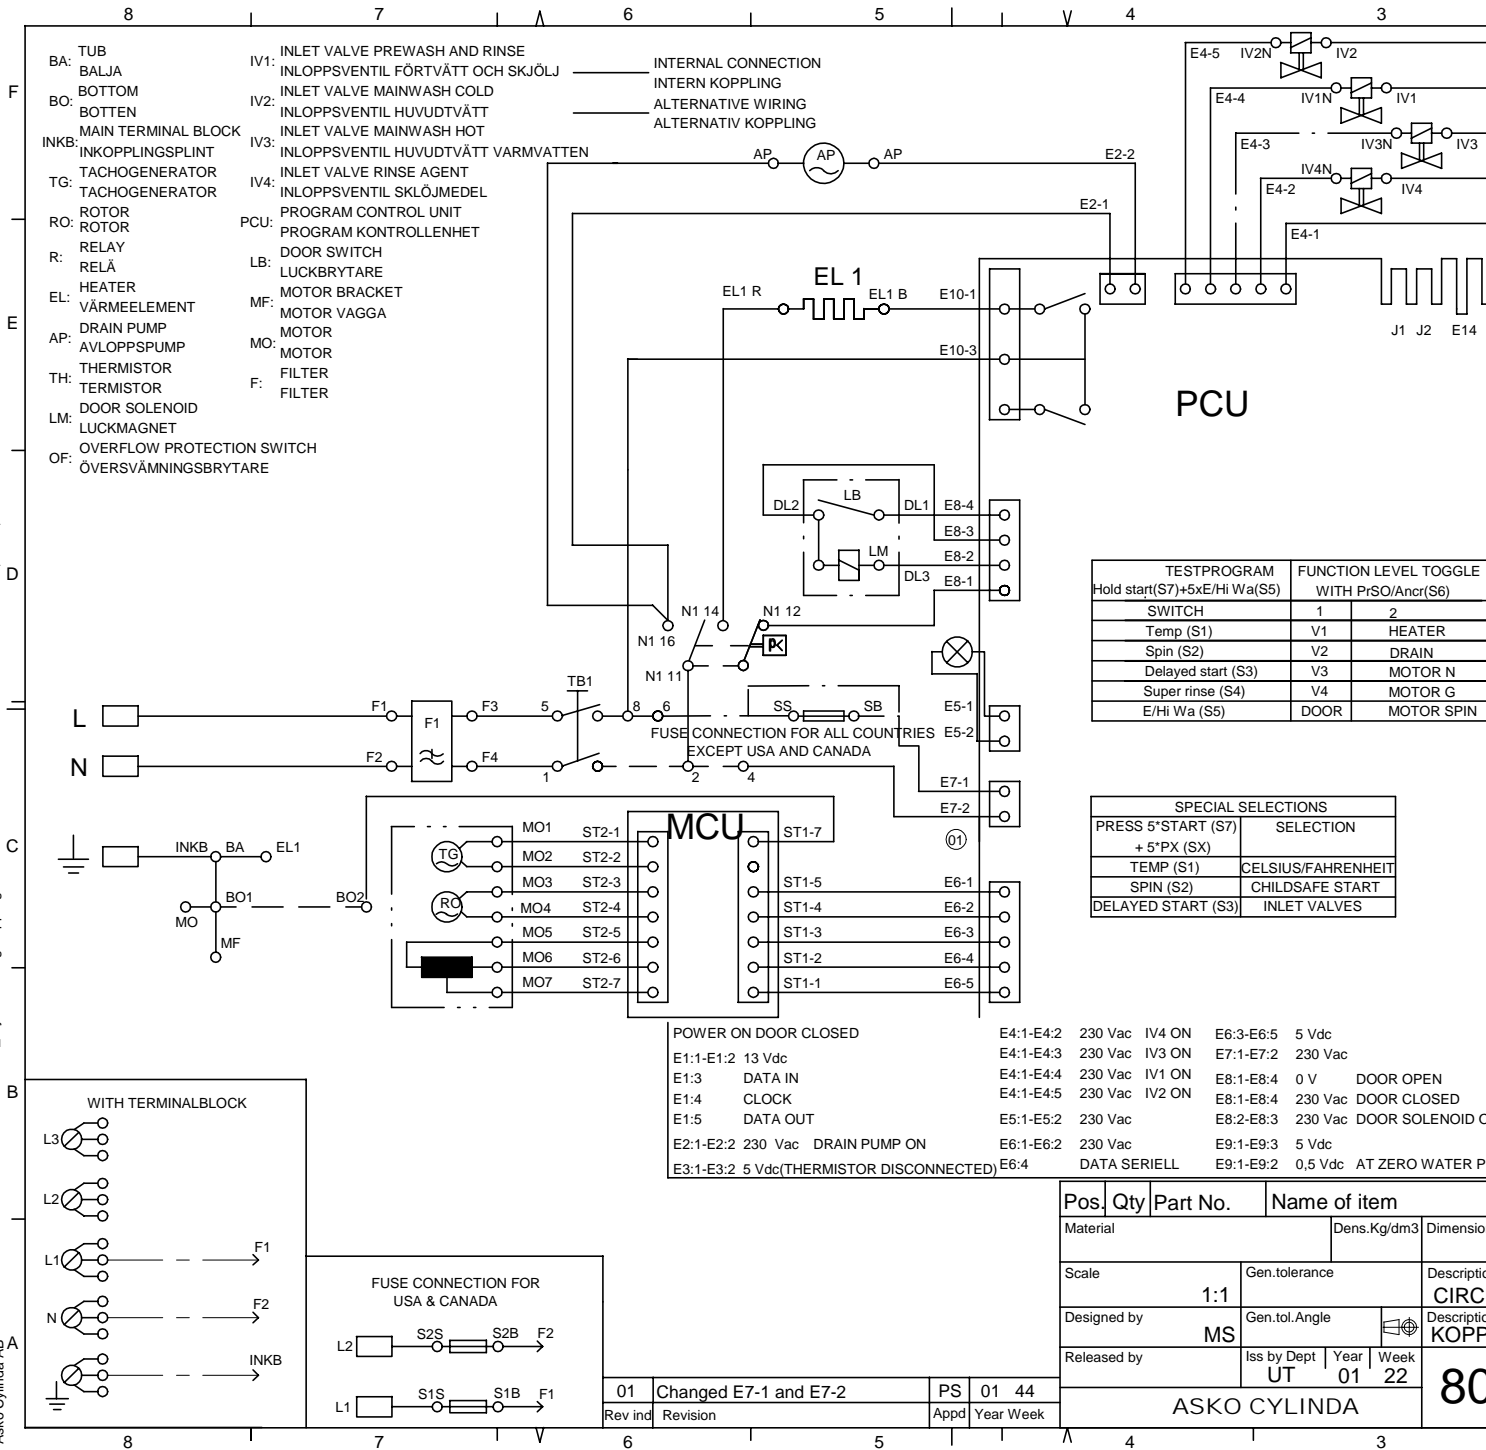 8 7 6 5 4 3
F
E
D
C
B
A
BA: TUB
BALJA
BO: BOTTOM
BOTTEN
INKB: MAIN TERMINAL BLOCK
INKOPPLINGSPLINT
TG: TACHOGENERATOR
TACHOGENERATOR
RO: ROTOR
ROTOR
R: RELAY
RELÄ
EL: HEATER
VÄRMEELEMENT
AP: DRAIN PUMP
AVLOPPSPUMP
TH: THERMISTOR
TERMISTOR
LM: DOOR SOLENOID
LUCKMAGNET
OF: OVERFLOW PROTECTION SWITCH
ÖVERSVÄMNINGSBRYTARE
IV1: INLET VALVE PREWASH AND RINSE
INLOPPSVENTIL FÖRTVÄTT OCH SKJÖLJ
IV2: INLET VALVE MAINWASH COLD
INLOPPSVENTIL HUVUDTVÄTT
IV3: INLET VALVE MAINWASH HOT
INLOPPSVENTIL HUVUDTVÄTT VARMVATTEN
IV4: INLET VALVE RINSE AGENT
INLOPPSVENTIL SKLÖJMEDEL
PCU: PROGRAM CONTROL UNIT
PROGRAM KONTROLLENHET
LB: DOOR SWITCH
LUCKBRYTARE
MF: MOTOR BRACKET
MOTOR VAGGA
MO: MOTOR
MOTOR
F: FILTER
FILTER
INTERNAL CONNECTION
INTERN KOPPLING
ALTERNATIVE WIRING
ALTERNATIV KOPPLING
E4-5 IV2N IV2
E4-4 IV1N IV1
E4-3 IV3N IV3
E4-2 IV4N IV4
E4-1
AP AP AP E2-2
E2-1
EL 1
EL1 R EL1 B E10-1
E10-3
J1 J2 E14
PCU
DL2 LB DL1 E8-4
E8-3
LM E8-2
DL3 E8-1
N1 14 N1 12
N1 16
P<
N1 11
TB1
L F1 F1 F3 5 8 6 SS SB E5-1
FUSE CONNECTION FOR ALL COUNTRIES E5-2
EXCEPT USA AND CANADA
N F2 F4 1 2 4
E7-1
E7-2
01
TESTPROGRAM FUNCTION LEVEL TOGGLE
Hold start(S7)+5xE/Hi Wa(S5) WITH PrSO/Ancr(S6)
SWITCH 1 2
Temp (S1) V1 HEATER
Spin (S2) V2 DRAIN
Delayed start (S3) V3 MOTOR N
Super rinse (S4) V4 MOTOR G
E/Hi Wa (S5) DOOR MOTOR SPIN
SPECIAL SELECTIONS
PRESS 5*START (S7) SELECTION
+ 5*PX (SX)
TEMP (S1) CELSIUS/FAHRENHEIT
SPIN (S2) CHILDSAFE START
DELAYED START (S3) INLET VALVES
INKB BA EL1
MO BO1 BO2
MF
MCU
TG
RO
MO1 ST2-1 ST1-7
MO2 ST2-2
MO3 ST2-3 ST1-5 E6-1
MO4 ST2-4 ST1-4 E6-2
MO5 ST2-5 ST1-3 E6-3
MO6 ST2-6 ST1-2 E6-4
MO7 ST2-7 ST1-1 E6-5
POWER ON DOOR CLOSED
E1:1-E1:2 13 Vdc
E1:3 DATA IN
E1:4 CLOCK
E1:5 DATA OUT
E2:1-E2:2 230 Vac DRAIN PUMP ON
E3:1-E3:2 5 Vdc(THERMISTOR DISCONNECTED)
E4:1-E4:2 230 Vac IV4 ON
E4:1-E4:3 230 Vac IV3 ON
E4:1-E4:4 230 Vac IV1 ON
E4:1-E4:5 230 Vac IV2 ON
E5:1-E5:2 230 Vac
E6:1-E6:2 230 Vac
E6:4 DATA SERIELL
E6:3-E6:5 5 Vdc
E7:1-E7:2 230 Vac
E8:1-E8:4 0 V DOOR OPEN
E8:1-E8:4 230 Vac DOOR CLOSED
E8:2-E8:3 230 Vac DOOR SOLENOID
E9:1-E9:3 5 Vdc
E9:1-E9:2 0,5 Vdc AT ZERO WATER P
WITH TERMINALBLOCK
L3
L2
L1 F1
N F2
INKB
FUSE CONNECTION FOR
USA & CANADA
L2 S2S S2B F2
L1 S1S S1B F1
01 Changed E7-1 and E7-2 PS 01 44
Rev ind Revision Appd Year Week
Pos. Qty Part No. Name of item
Material Dens.Kg/dm3 Dimensio
Scale 1:1 Gen.tolerance Descriptio
CIRC
Designed by MS Gen.tol.Angle Descriptio
KOPP
Released by Iss by Dept Year Week
UT 01 22
ASKO CYLINDA
80
8 7 6 5 4 3